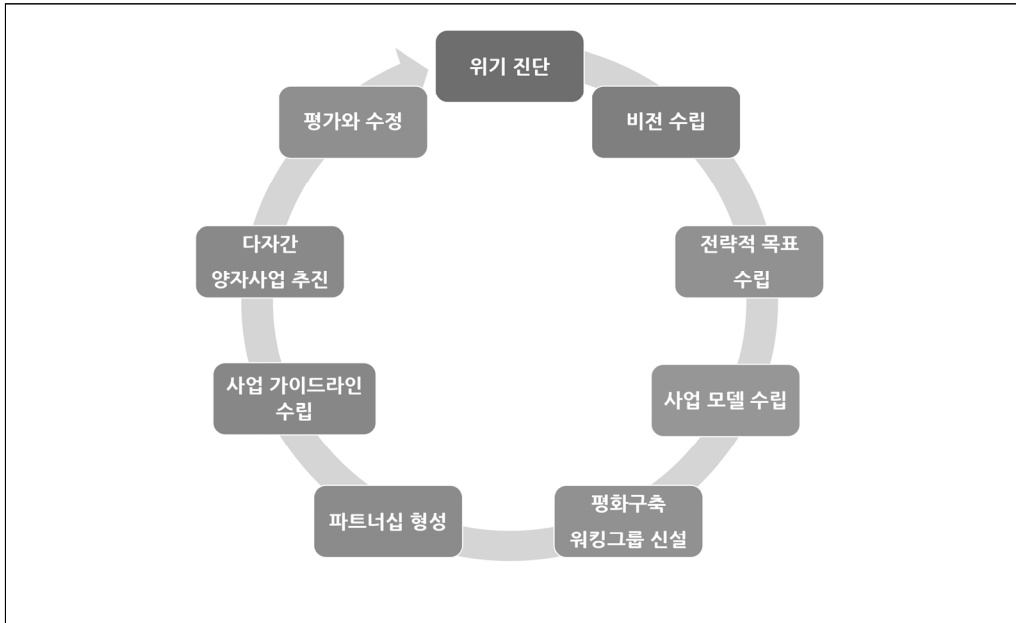 위기 진단
비전 수립
전략적 목표
수립
사업 모델 수립
평화구축
워킹그룹 신설
파트너십 형성
사업 가이드라인
수립
다자간
양자사업 추진
평가와 수정